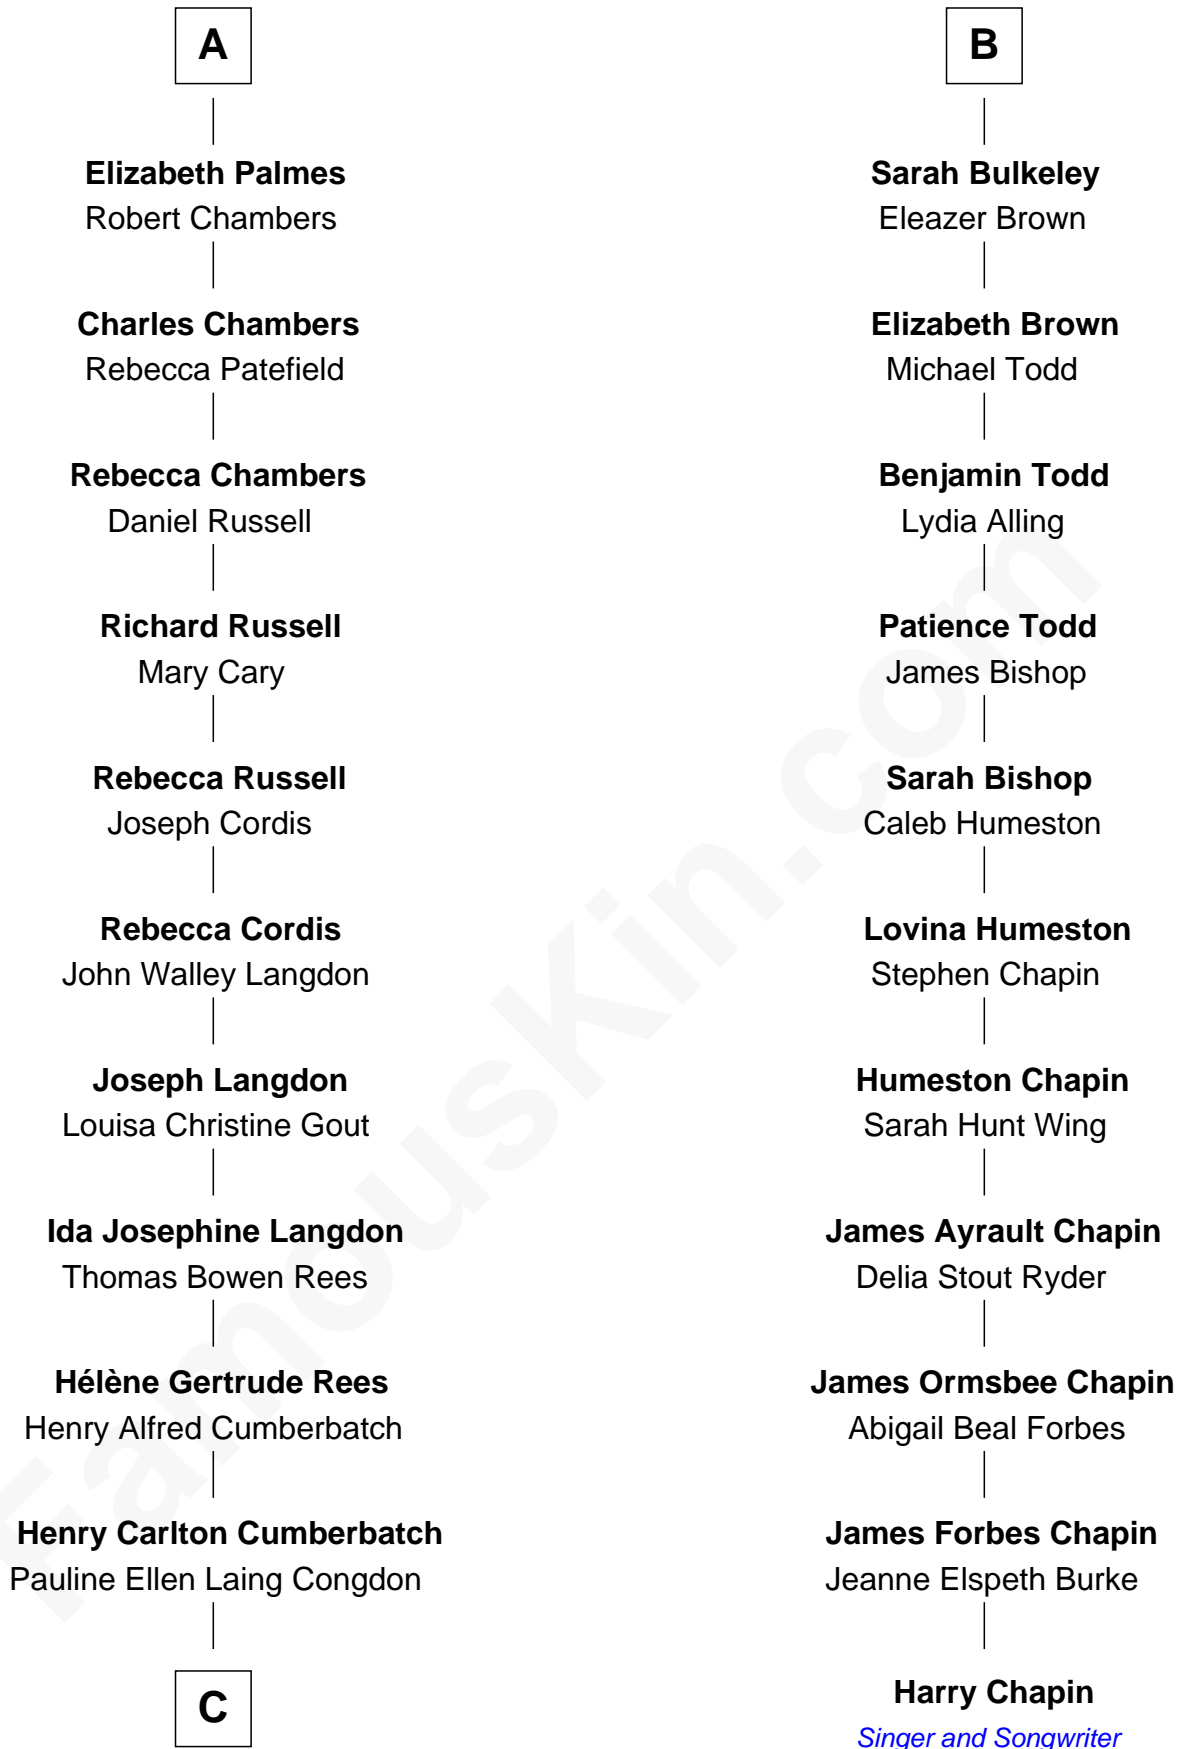 A
Elizabeth Palmes
Robert Chambers
Charles Chambers
Rebecca Patefield
Rebecca Chambers
Daniel Russell
Richard Russell
Mary Cary
Rebecca Russell
Joseph Cordis
Rebecca Cordis
John Walley Langdon
Joseph Langdon
Louisa Christine Gout
Ida Josephine Langdon
Thomas Bowen Rees
Hélène Gertrude Rees
Henry Alfred Cumberbatch
Henry Carlton Cumberbatch
Pauline Ellen Laing Congdon
C
B
Sarah Bulkeley
Eleazer Brown
Elizabeth Brown
Michael Todd
Benjamin Todd
Lydia Alling
Patience Todd
James Bishop
Sarah Bishop
Caleb Humeston
Lovina Humeston
Stephen Chapin
Humeston Chapin
Sarah Hunt Wing
James Ayrault Chapin
Delia Stout Ryder
James Ormsbee Chapin
Abigail Beal Forbes
James Forbes Chapin
Jeanne Elspeth Burke
Harry Chapin
Singer and Songwriter
FamousKin.com